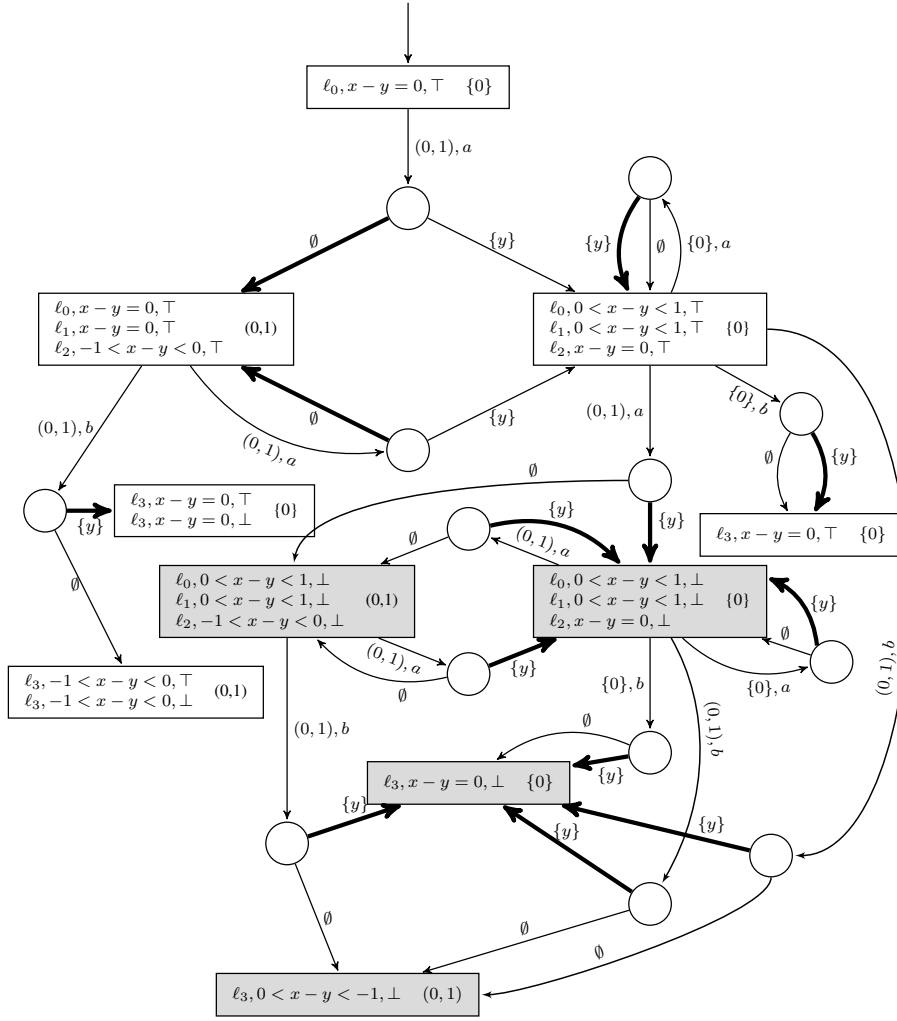 ℓ₀, x − y = 0, ⊤ {0}
(0, 1), a
∅
{y}
{y}
∅
{0}, a
ℓ₀, x − y = 0, ⊤
ℓ₁, x − y = 0, ⊤ (0,1)
ℓ₂, −1 < x − y < 0, ⊤
ℓ₀, 0 < x − y < 1, ⊤
ℓ₁, 0 < x − y < 1, ⊤ {0}
ℓ₂, x − y = 0, ⊤
(0, 1), b
(0, 1), a
∅
{y}
(0, 1), a
{0}, b
∅
{y}
{y}
ℓ₃, x − y = 0, ⊤
ℓ₃, x − y = 0, ⊥ {0}
∅
{y}
ℓ₃, x − y = 0, ⊤ {0}
∅
∅
(0, 1), a
{y}
ℓ₀, 0 < x − y < 1, ⊥
ℓ₁, 0 < x − y < 1, ⊥ (0,1)
ℓ₂, −1 < x − y < 0, ⊥
ℓ₀, 0 < x − y < 1, ⊥
ℓ₁, 0 < x − y < 1, ⊥ {0}
ℓ₂, x − y = 0, ⊥
{y}
∅
(0, 1), a
∅
{y}
{0}, a
(0, 1), b
ℓ₃, −1 < x − y < 0, ⊤
ℓ₃, −1 < x − y < 0, ⊥ (0,1)
(0, 1), b
{0}, b
(0, 1), b
∅
{y}
ℓ₃, x − y = 0, ⊥ {0}
{y}
{y}
{y}
∅
∅
∅
ℓ₃, 0 < x − y < −1, ⊥ (0, 1)